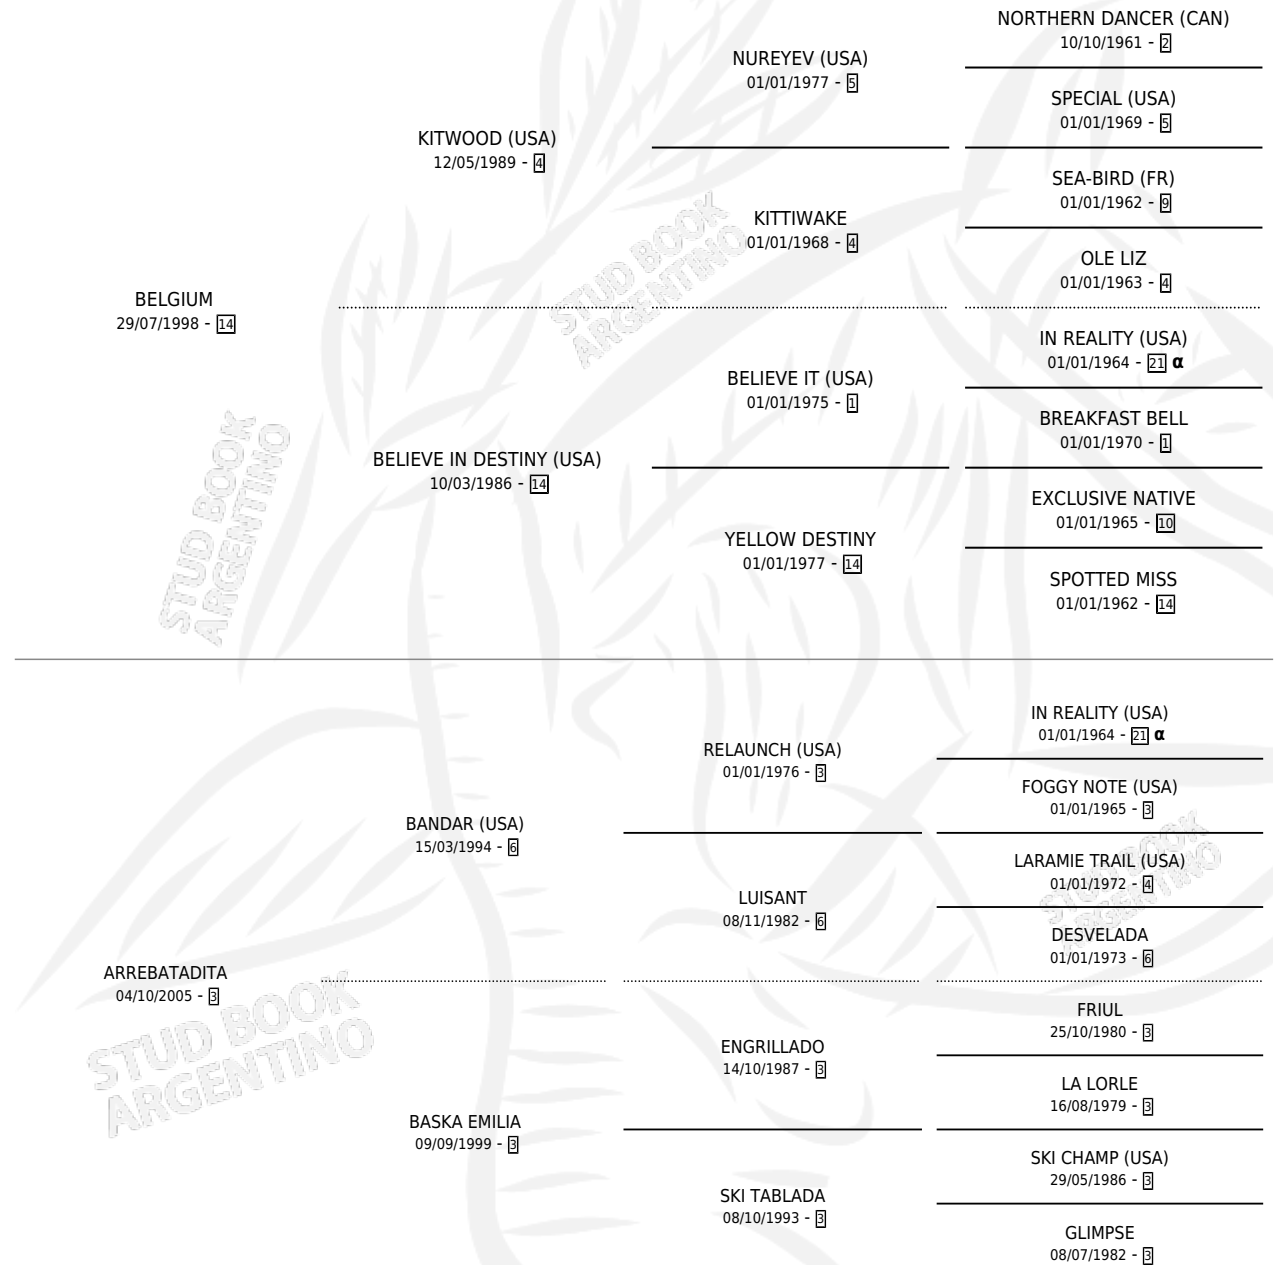 NORTHERN DANCER (CAN)
10/10/1961 - 2
NUREYEV (USA)
01/01/1977 - 5
SPECIAL (USA)
01/01/1969 - 5
KITWOOD (USA)
12/05/1989 - 4
SEA-BIRD (FR)
01/01/1962 - 9
KITTIWAKE
01/01/1968 - 4
OLE LIZ
01/01/1963 - 4
BELGIUM
29/07/1998 - 14
IN REALITY (USA)
01/01/1964 - 21 α
BELIEVE IT (USA)
01/01/1975 - 1
BREAKFAST BELL
01/01/1970 - 1
BELIEVE IN DESTINY (USA)
10/03/1986 - 14
EXCLUSIVE NATIVE
01/01/1965 - 10
YELLOW DESTINY
01/01/1977 - 14
SPOTTED MISS
01/01/1962 - 14
IN REALITY (USA)
01/01/1964 - 21 α
RELAUNCH (USA)
01/01/1976 - 3
FOGGY NOTE (USA)
01/01/1965 - 3
BANDAR (USA)
15/03/1994 - 6
LARAMIE TRAIL (USA)
01/01/1972 - 4
LUISANT
08/11/1982 - 6
DESVELADA
01/01/1973 - 6
ARREBATADITA
04/10/2005 - 3
FRIUL
25/10/1980 - 3
ENGRILLADO
14/10/1987 - 3
LA LORLE
16/08/1979 - 3
BASKA EMILIA
09/09/1999 - 3
SKI CHAMP (USA)
29/05/1986 - 3
SKI TABLADA
08/10/1993 - 3
GLIMPSE
08/07/1982 - 3
STUD BOOK
ARGENTINO
STUD BOOK
ARGENTINO
STUD BOOK
ARGENTINO
STUD BOOK
ARGENTINO